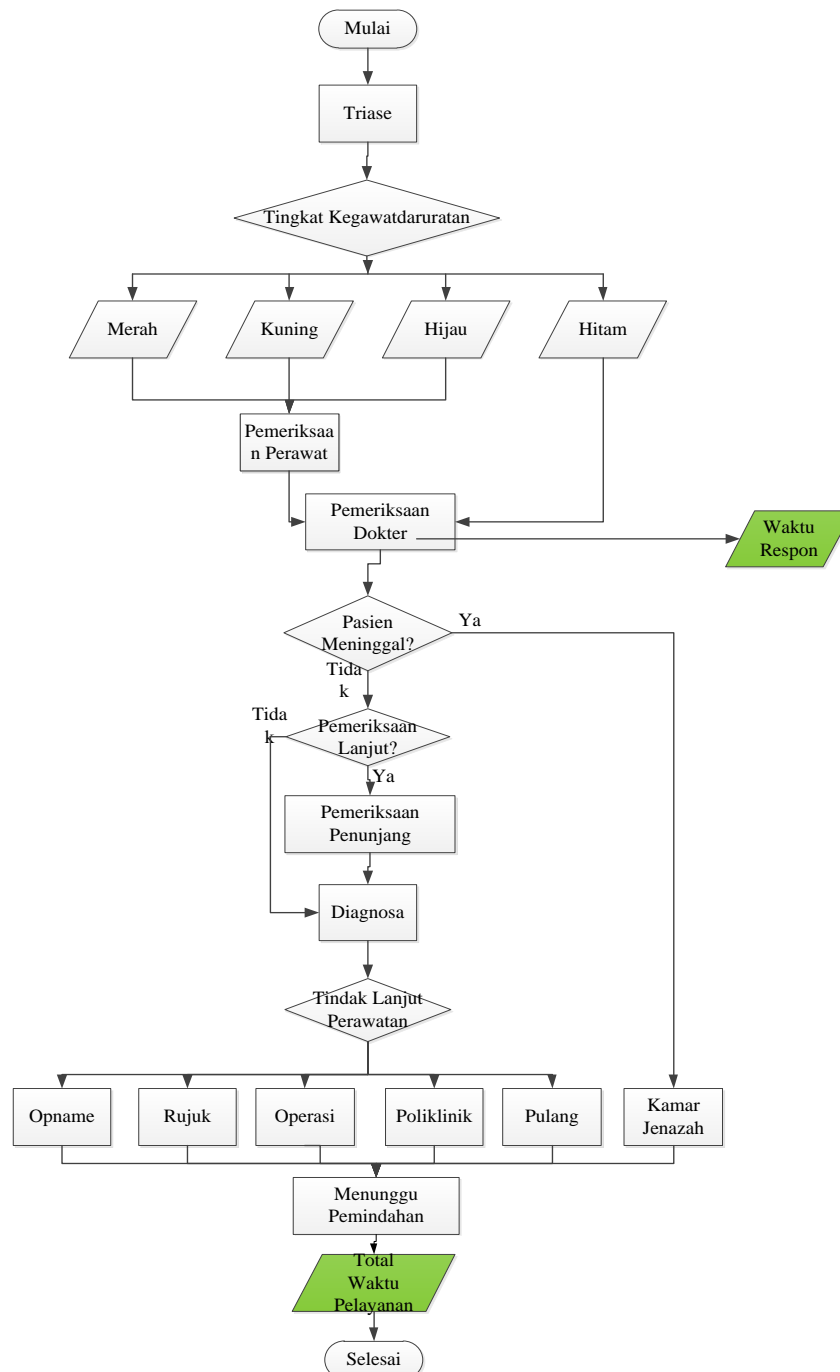 Mulai
Triase
Tingkat Kegawatdaruratan
Merah
Kuning
Hijau
Hitam
Pemeriksaa
n Perawat
Pemeriksaan
Dokter
Waktu
Respon
Pasien
Meninggal?
Ya
Tida
k
Tida
k
Pemeriksaan
Lanjut?
Ya
Pemeriksaan
Penunjang
Diagnosa
Tindak Lanjut
Perawatan
Opname
Rujuk
Operasi
Poliklinik
Pulang
Kamar
Jenazah
Menunggu
Pemindahan
Total
Waktu
Pelayanan
Selesai